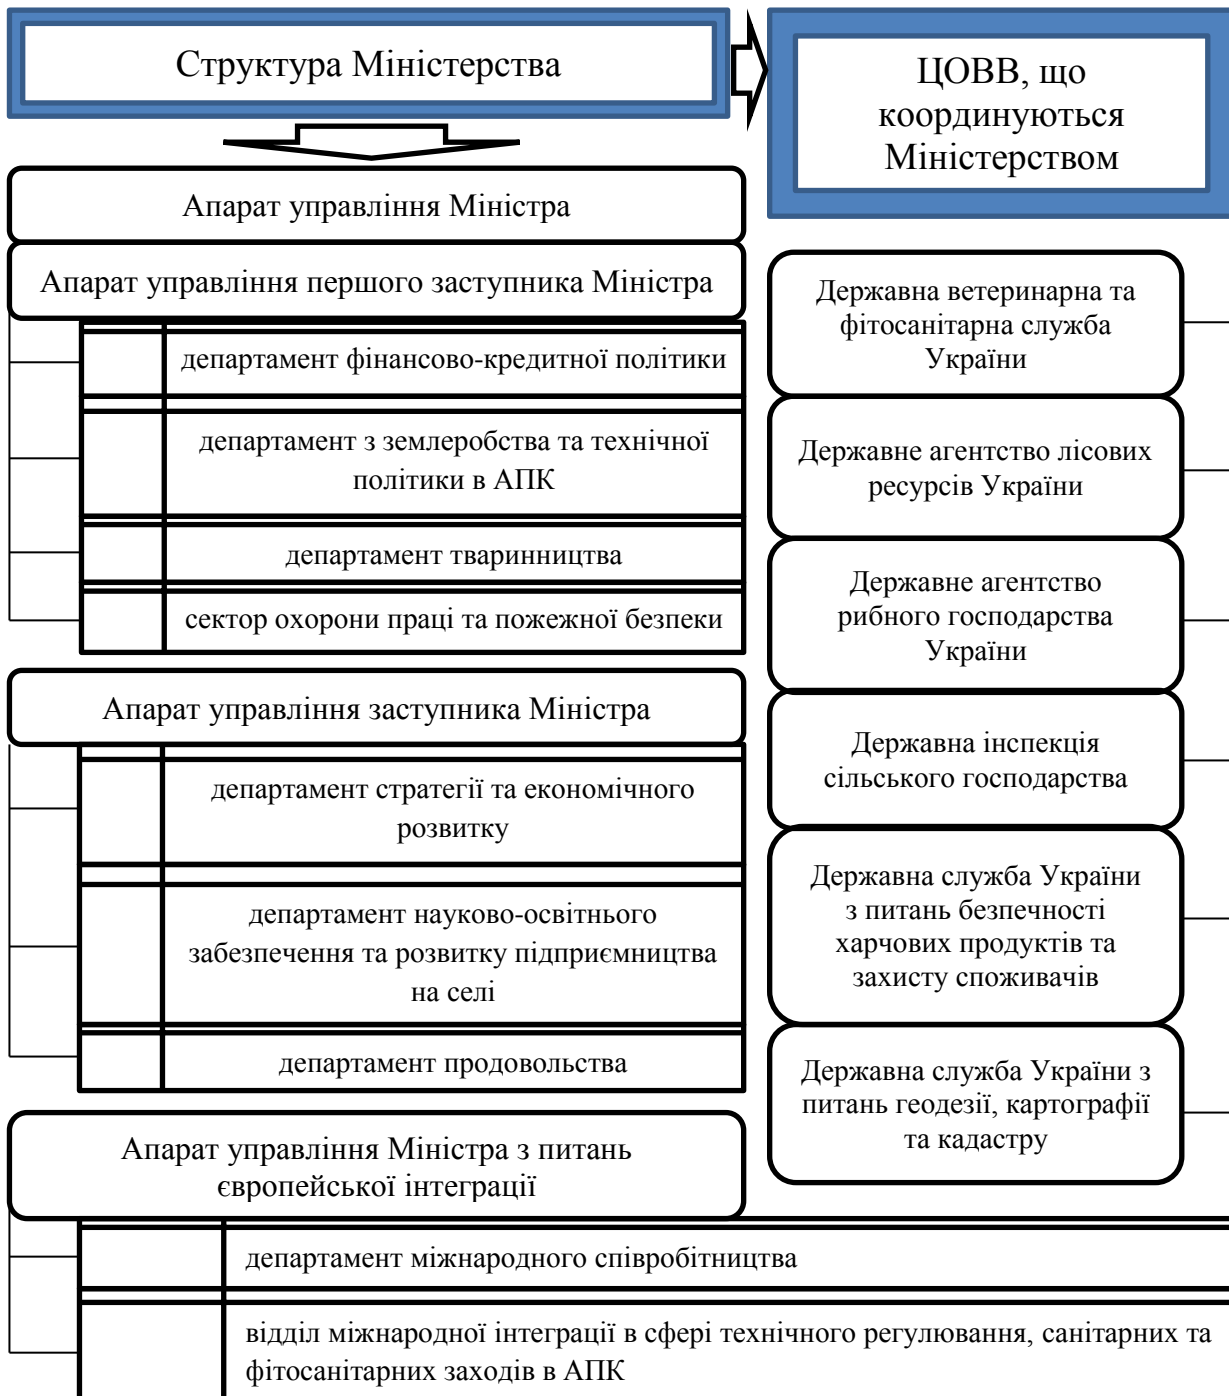 Структура Міністерства
ЦОВВ, що
координуються
Міністерством
Апарат управління Міністра
Апарат управління першого заступника Міністра
департамент фінансово-кредитної політики
департамент з землеробства та технічної
політики в АПК
департамент тваринництва
сектор охорони праці та пожежної безпеки
Апарат управління заступника Міністра
департамент стратегії та економічного
розвитку
департамент науково-освітнього
забезпечення та розвитку підприємництва
на селі
департамент продовольства
Апарат управління Міністра з питань
європейської інтеграції
департамент міжнародного співробітництва
відділ міжнародної інтеграції в сфері технічного регулювання, санітарних та
фітосанітарних заходів в АПК
Державна ветеринарна та
фітосанітарна служба
України
Державне агентство лісових
ресурсів України
Державне агентство
рибного господарства
України
Державна інспекція
сільського господарства
Державна служба України
з питань безпечності
харчових продуктів та
захисту споживачів
Державна служба України з
питань геодезії, картографії
та кадастру